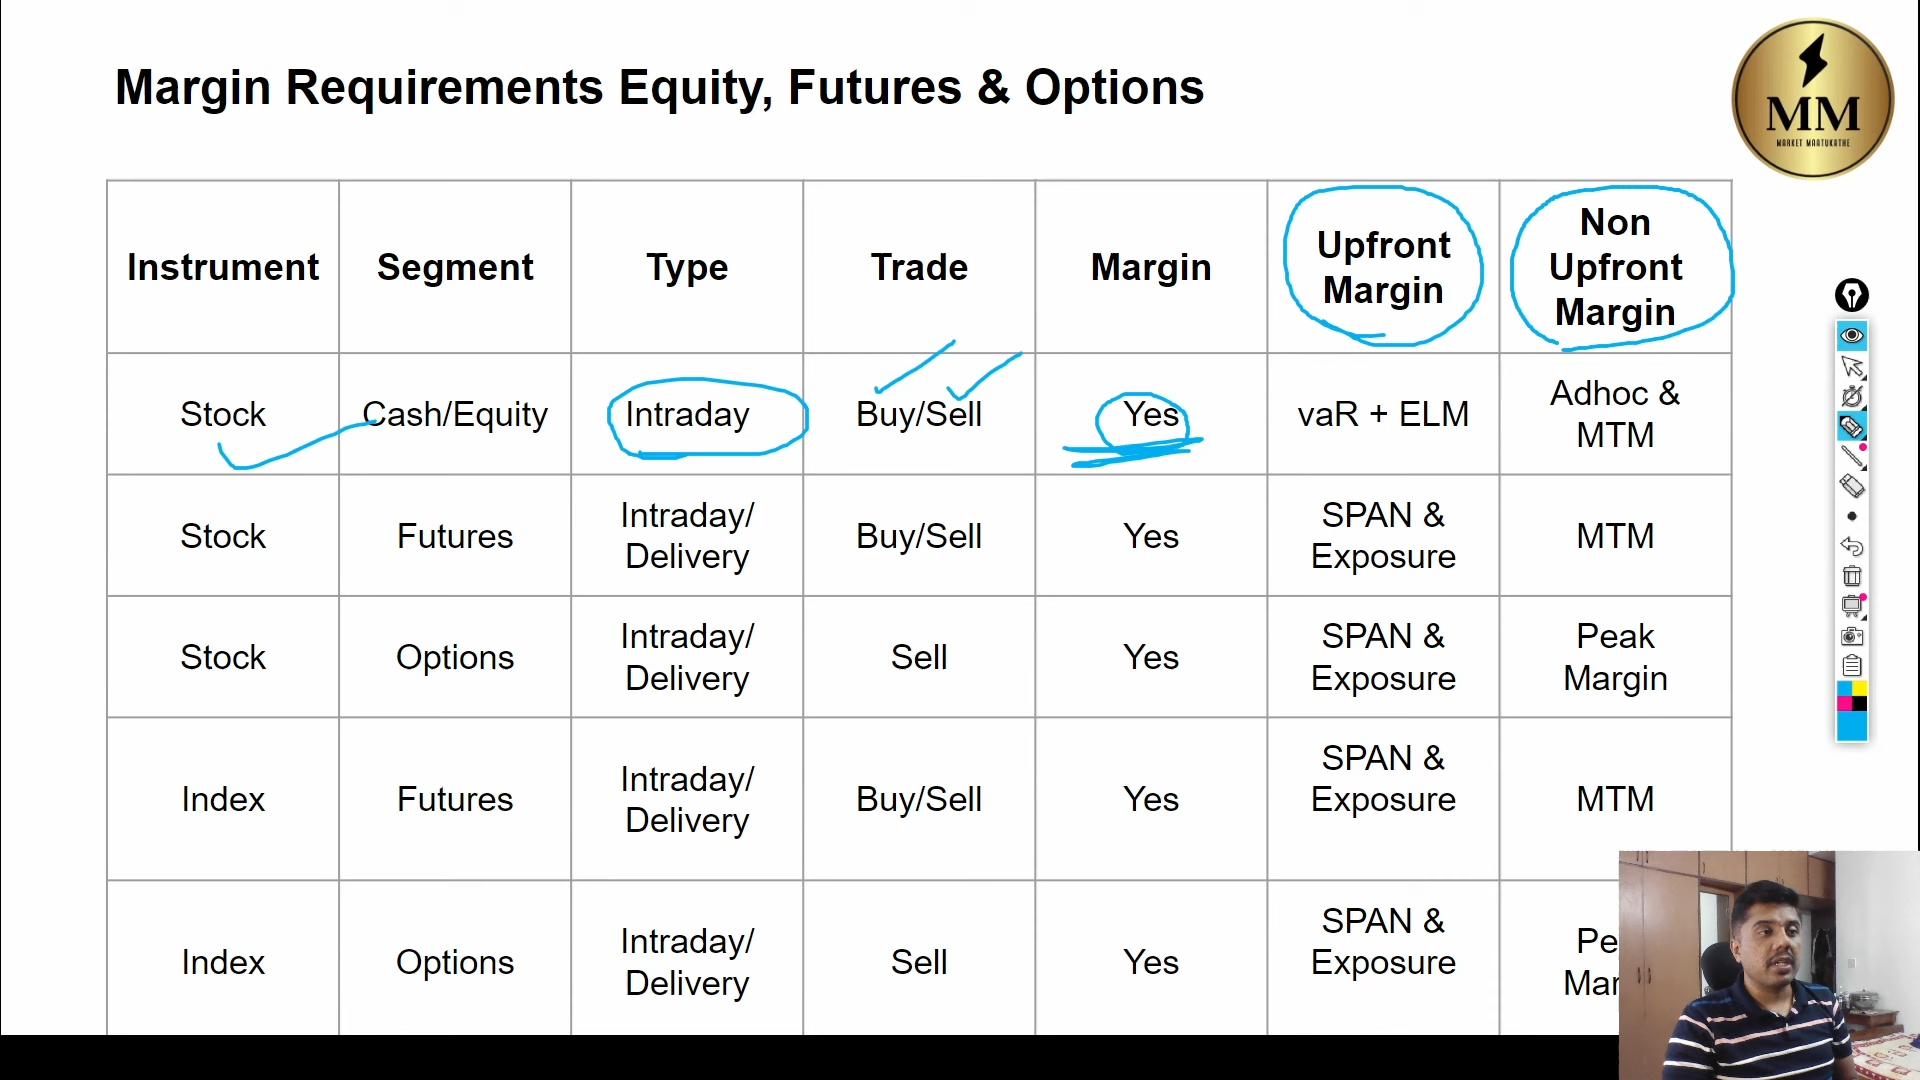 Margin Requirements Equity, Futures & Options
MM
MARKET MAATUKATHE
Instrument
Segment
Type
Trade
Margin
Upfront
Margin
Non
Upfront
Margin
Stock
Cash/Equity
Intraday
Buy/Sell
Yes
vaR + ELM
Adhoc &
MTM
Stock
Futures
Intraday/
Delivery
Buy/Sell
Yes
SPAN &
Exposure
MTM
Stock
Options
Intraday/
Delivery
Sell
Yes
SPAN &
Exposure
Peak
Margin
Index
Futures
Intraday/
Delivery
Buy/Sell
Yes
SPAN &
Exposure
MTM
Index
Options
Intraday/
Delivery
Sell
Yes
SPAN &
Exposure